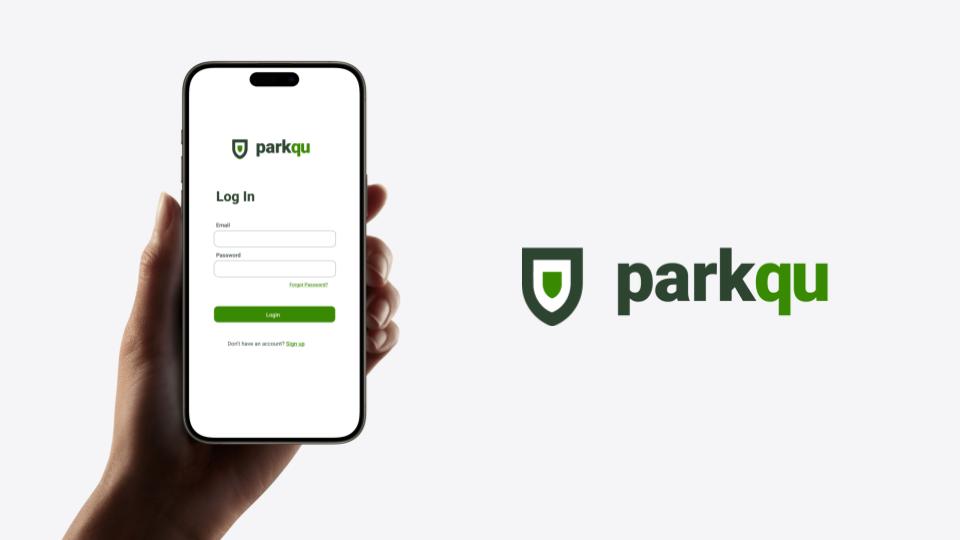 parkqu
Log In
Email
Password
Forgot Password?
Login
Don't have an account? Sign up
parkqu